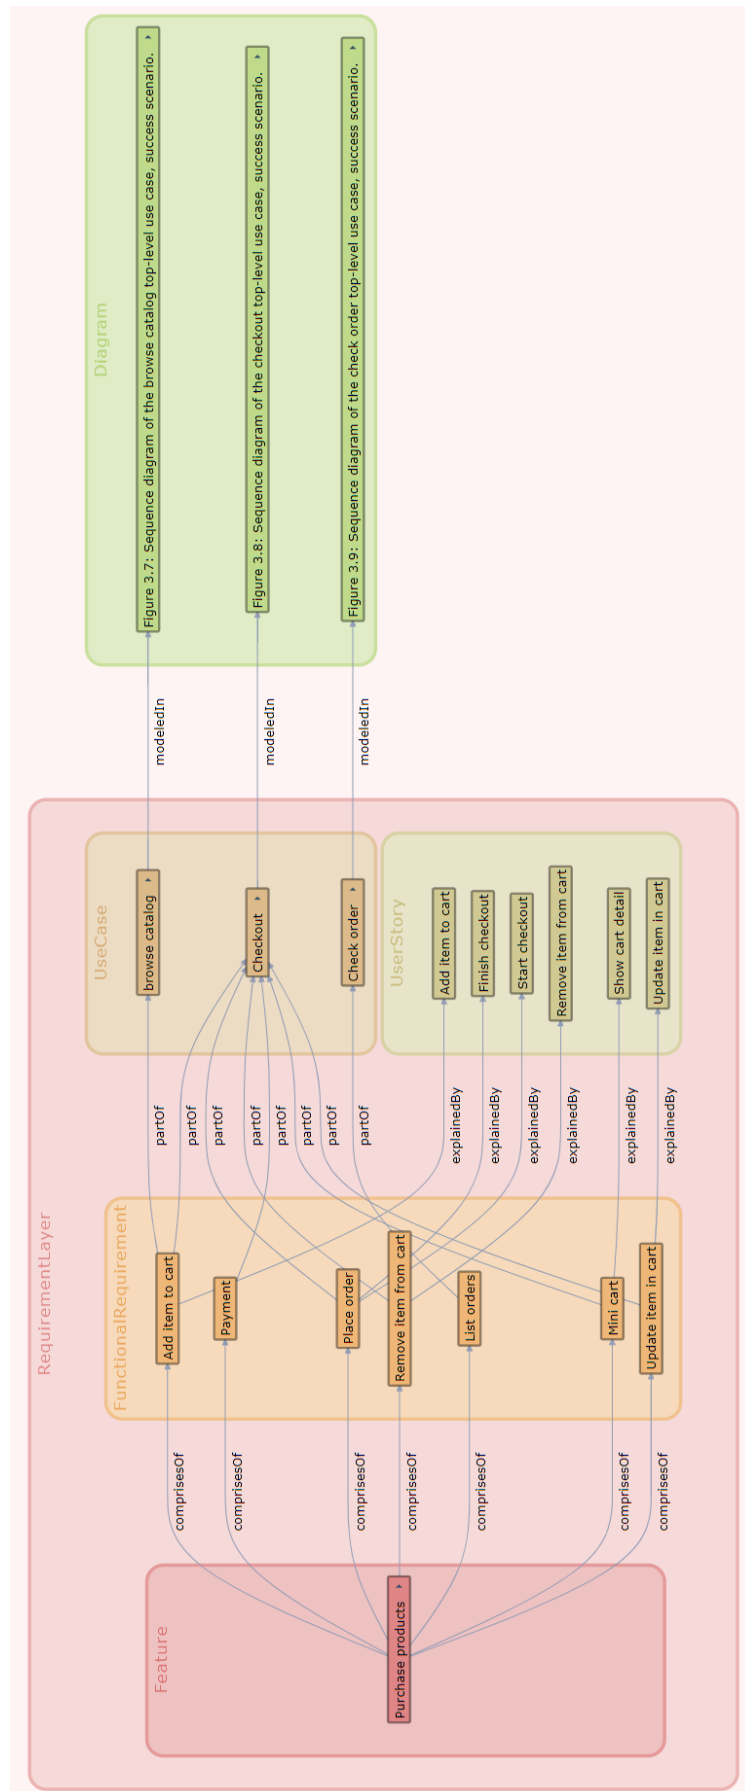 RequirementLayer
Feature
Purchase products
comprisesOf
comprisesOf
comprisesOf
comprisesOf
comprisesOf
comprisesOf
comprisesOf
FunctionalRequirement
Add item to cart
Payment
Place order
Remove item from cart
List orders
Mini cart
Update item in cart
partOf
partOf
partOf
partOf
partOf
partOf
partOf
partOf
explainedBy
explainedBy
explainedBy
explainedBy
explainedBy
explainedBy
UseCase
browse catalog
Checkout
Check order
UserStory
Add item to cart
Finish checkout
Start checkout
Remove item from cart
Show cart detail
Update item in cart
modeledIn
modeledIn
modeledIn
Diagram
Figure 3.7: Sequence diagram of the browse catalog top-level use case, success scenario.
Figure 3.8: Sequence diagram of the checkout top-level use case, success scenario.
Figure 3.9: Sequence diagram of the check order top-level use case, success scenario.